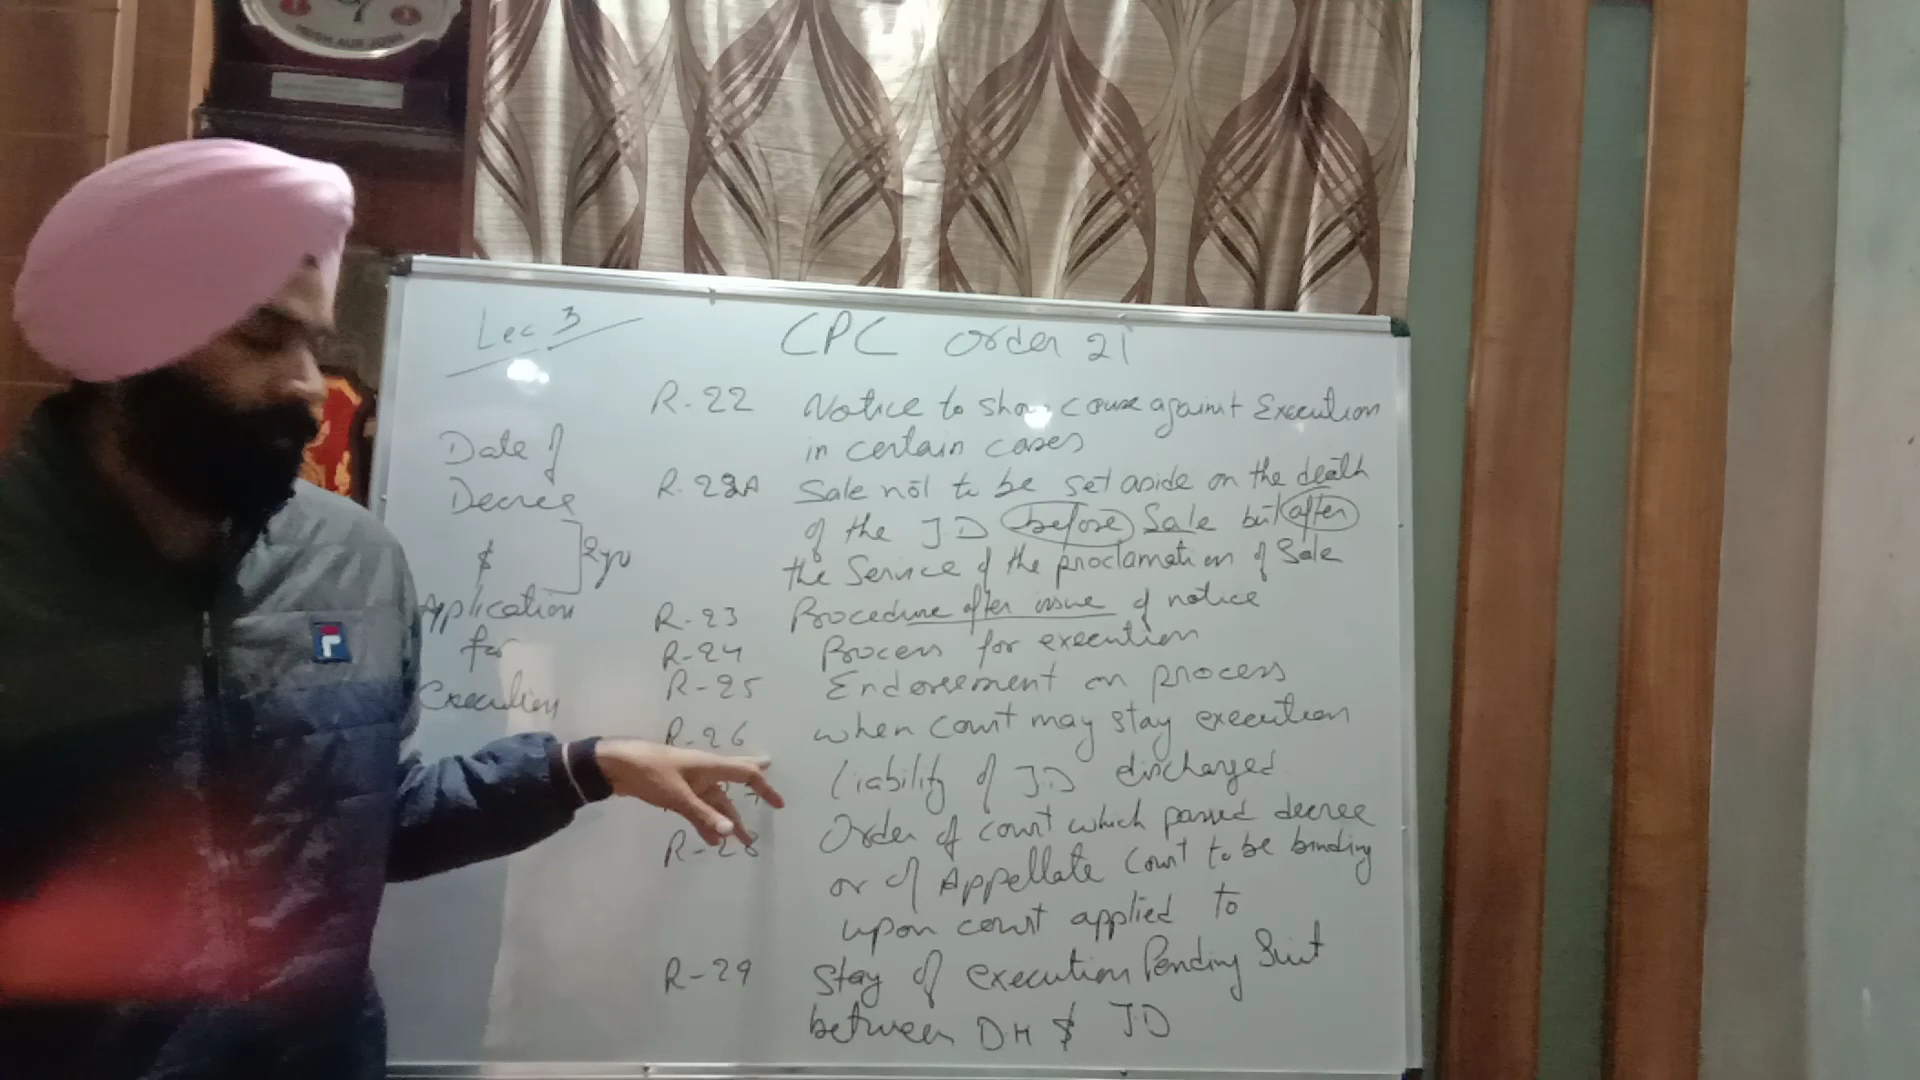 HOSH AUR JOSH
Lec 3
CPC Order 21
R-22 Notice to show cause against Execution
in certain cases
R-22A Sale not to be set aside on the death
of the JD before Sale but after
the Service of the proclamation of Sale
R-23 Procedure after issue of notice
R-24 Process for execution
R-25 Endorsement on process
R-26 when Court may stay execution
liability of JD discharged
R-28 Order of court which passed decree
or of Appellate Court to be binding
upon court applied to
R-29 Stay of execution Pending Suit
between DH $ JD
Date of
Decree
$
2yr
Application
for
Execution
F